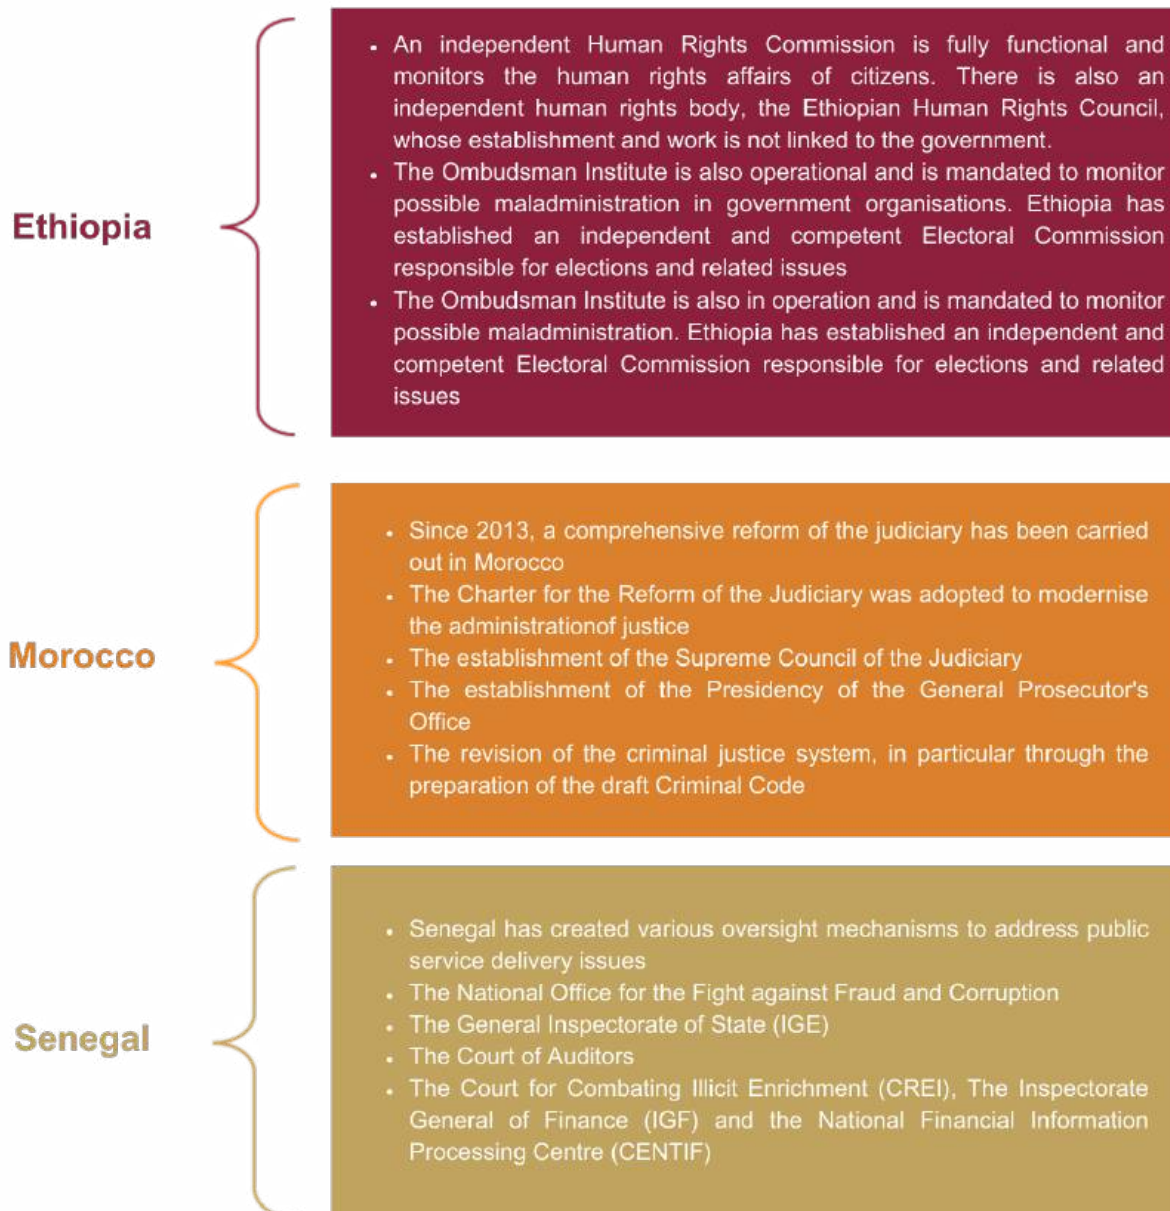 Ethiopia
• An independent Human Rights Commission is fully functional and
monitors the human rights affairs of citizens. There is also an
independent human rights body, the Ethiopian Human Rights Council,
whose establishment and work is not linked to the government.
• The Ombudsman Institute is also operational and is mandated to monitor
possible maladministration in government organisations. Ethiopia has
established an independent and competent Electoral Commission
responsible for elections and related issues
• The Ombudsman Institute is also in operation and is mandated to monitor
possible maladministration. Ethiopia has established an independent and
competent Electoral Commission responsible for elections and related
issues
Morocco
• Since 2013, a comprehensive reform of the judiciary has been carried
out in Morocco
• The Charter for the Reform of the Judiciary was adopted to modernise
the administrationof justice
• The establishment of the Supreme Council of the Judiciary
• The establishment of the Presidency of the General Prosecutor's
Office
• The revision of the criminal justice system, in particular through the
preparation of the draft Criminal Code
Senegal
• Senegal has created various oversight mechanisms to address public
service delivery issues
• The National Office for the Fight against Fraud and Corruption
• The General Inspectorate of State (IGE)
• The Court of Auditors
• The Court for Combating Illicit Enrichment (CREI), The Inspectorate
General of Finance (IGF) and the National Financial Information
Processing Centre (CENTIF)